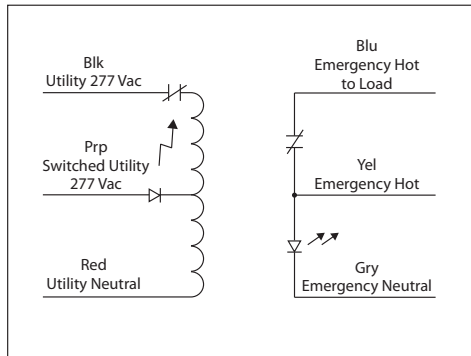 Blk
Utility 277 Vac
Prp
Switched Utility
277 Vac
Red
Utility Neutral
Blu
Emergency Hot
to Load
Yel
Emergency Hot
Gry
Emergency Neutral